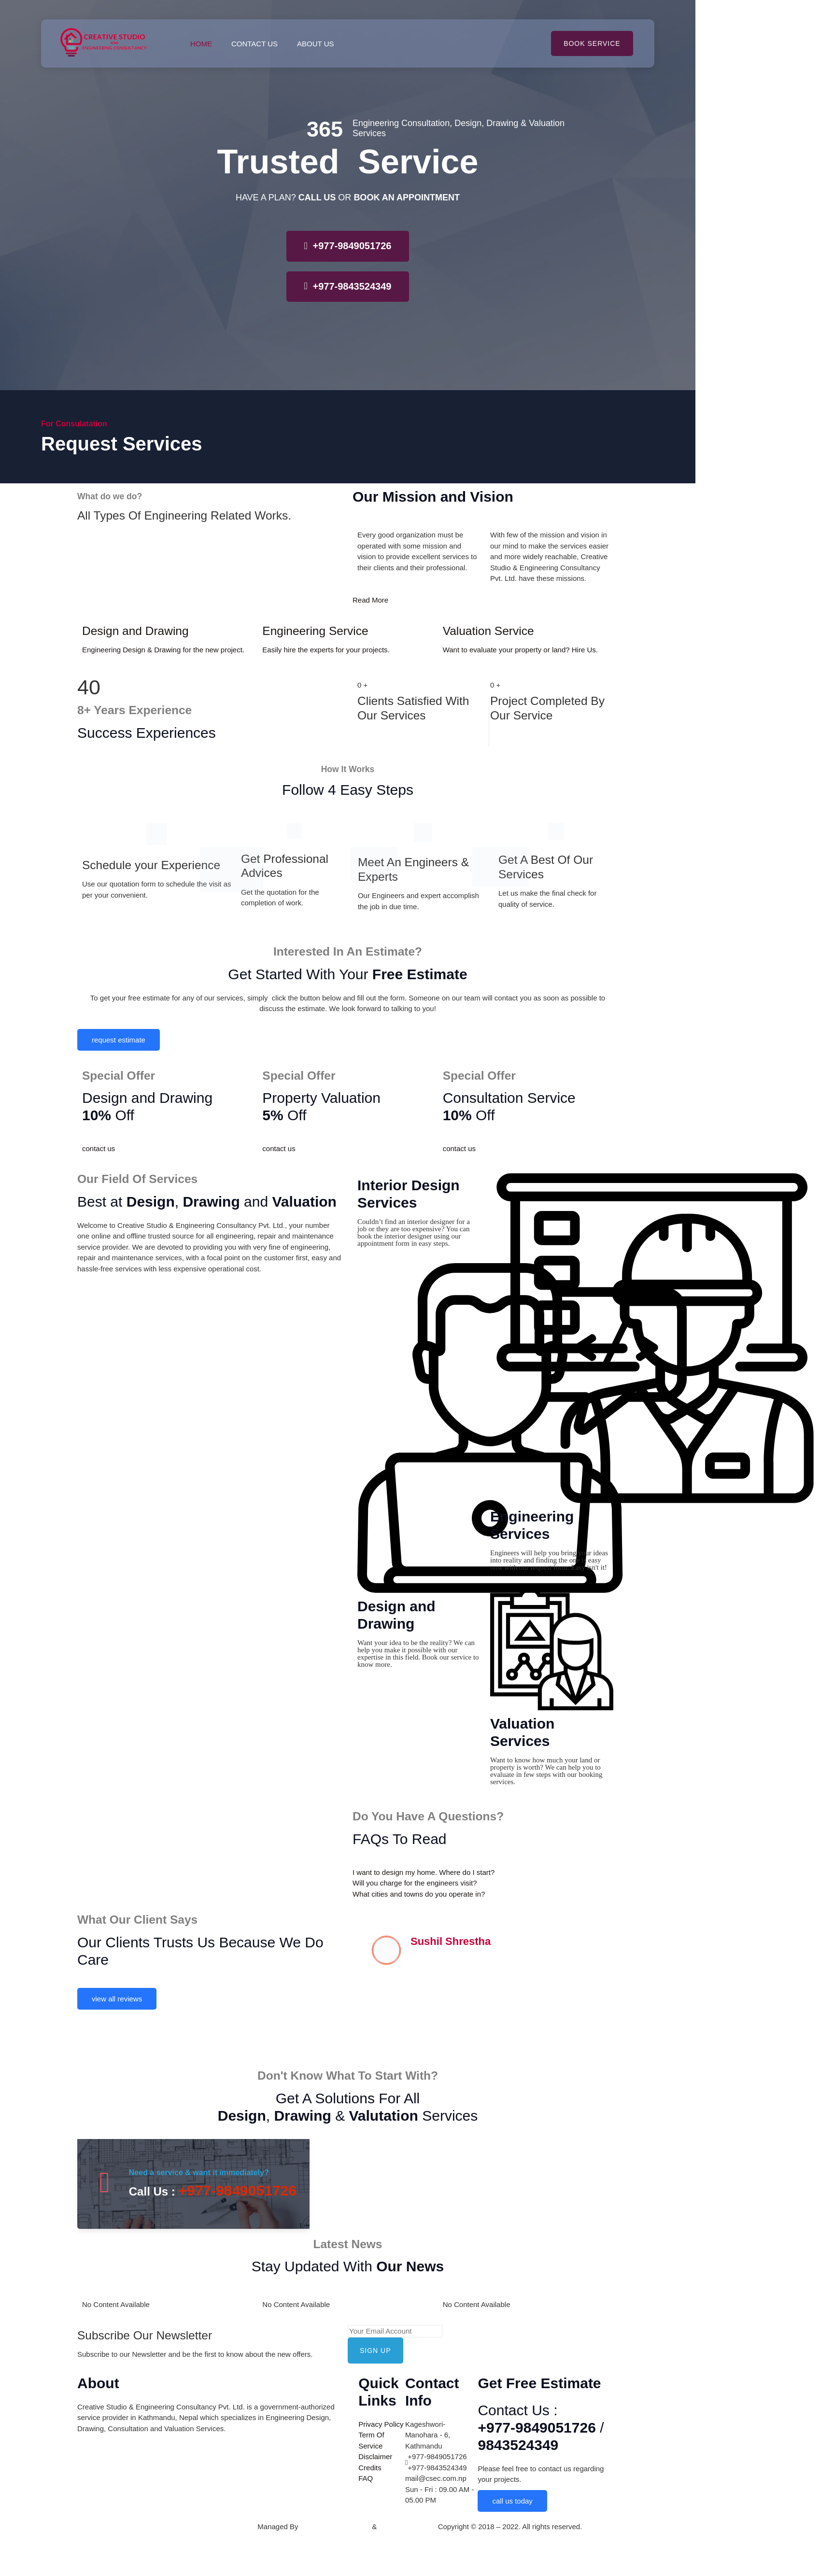 CREATIVE STUDIO
ENGINEERING CONSULTANCY
HOME
CONTACT US
ABOUT US
BOOK SERVICE
365
Engineering Consultation, Design, Drawing & Valuation
Services
Trusted Service
HAVE A PLAN? CALL US OR BOOK AN APPOINTMENT
+977-9849051726
+977-9843524349
For Consulatation
Request Services
What do we do?
All Types Of Engineering Related Works.
Our Mission and Vision
Every good organization must be
operated with some mission and
vision to provide excellent services to
their clients and their professional.
With few of the mission and vision in
our mind to make the services easier
and more widely reachable, Creative
Studio & Engineering Consultancy
Pvt. Ltd. have these missions.
Read More
Design and Drawing
Engineering Design & Drawing for the new project.
Engineering Service
Easily hire the experts for your projects.
Valuation Service
Want to evaluate your property or land? Hire Us.
40
8+ Years Experience
Success Experiences
0 +
Clients Satisfied With
Our Services
0 +
Project Completed By
Our Service
How It Works
Follow 4 Easy Steps
Schedule your Experience
Use our quotation form to schedule the visit as
per your convenient.
Get Professional
Advices
Get the quotation for the
completion of work.
Meet An Engineers &
Experts
Our Engineers and expert accomplish
the job in due time.
Get A Best Of Our
Services
Let us make the final check for
quality of service.
Interested In An Estimate?
Get Started With Your Free Estimate
To get your free estimate for any of our services, simply click the button below and fill out the form. Someone on our team will contact you as soon as possible to
discuss the estimate. We look forward to talking to you!
request estimate
Special Offer
Design and Drawing
10% Off
contact us
Special Offer
Property Valuation
5% Off
contact us
Special Offer
Consultation Service
10% Off
contact us
Our Field Of Services
Best at Design, Drawing and Valuation
Welcome to Creative Studio & Engineering Consultancy Pvt. Ltd., your number
one online and offline trusted source for all engineering, repair and maintenance
service provider. We are devoted to providing you with very fine of engineering,
repair and maintenance services, with a focal point on the customer first, easy and
hassle-free services with less expensive operational cost.
Interior Design
Services
Couldn't find an interior designer for a
job or they are too expensive? You can
book the interior designer using our
appointment form in easy steps.
Engineering
Services
Engineers will help you bring your ideas
into reality and finding the one is easy
Design and
Drawing
Want your idea to be the reality? We can
help you make it possible with our
expertise in this field. Book our service to
know more.
Valuation
Services
Want to know how much your land or
property is worth? We can help you to
evaluate in few steps with our booking
services.
Do You Have A Questions?
FAQs To Read
I want to design my home. Where do I start?
Will you charge for the engineers visit?
What cities and towns do you operate in?
What Our Client Says
Our Clients Trusts Us Because We Do
Care
view all reviews
Sushil Shrestha
Don't Know What To Start With?
Get A Solutions For All
Design, Drawing & Valutation Services
Need a service & want it immediately?
Call Us : +977-9849051726
Latest News
Stay Updated With Our News
No Content Available
No Content Available
No Content Available
Subscribe Our Newsletter
Subscribe to our Newsletter and be the first to know about the new offers.
Your Email Account
SIGN UP
About
Creative Studio & Engineering Consultancy Pvt. Ltd. is a government-authorized
service provider in Kathmandu, Nepal which specializes in Engineering Design,
Drawing, Consultation and Valuation Services.
Quick
Links
Privacy Policy
Term Of
Service
Disclaimer
Credits
FAQ
Contact
Info
Kageshwori-
Manohara - 6,
Kathmandu
+977-9849051726
+977-9843524349
mail@csec.com.np
Sun - Fri : 09.00 AM -
05.00 PM
Get Free Estimate
Contact Us :
+977-9849051726 /
9843524349
Please feel free to contact us regarding
your projects.
call us today
Managed By
&
Copyright © 2018 – 2022. All rights reserved.